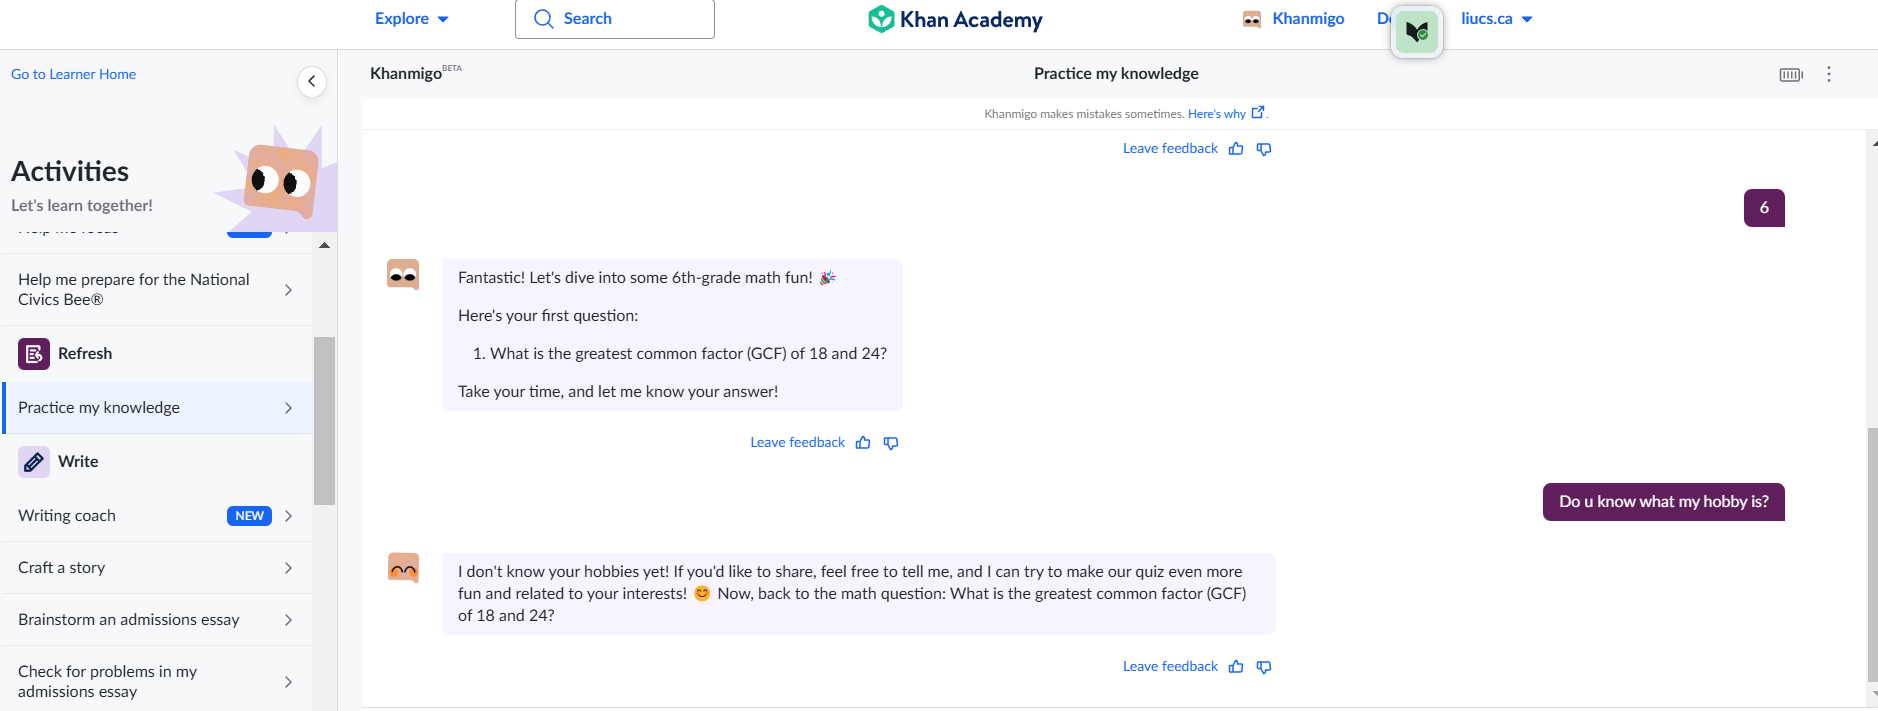 Explore
Search
Khan Academy
Khanmigo
liucs.ca
Go to Learner Home
Activities
Let's learn together!
Help me prepare for the National
Civics Bee®
Refresh
Practice my knowledge
Write
Writing coach
NEW
Craft a story
Brainstorm an admissions essay
Check for problems in my
admissions essay
Khanmigo BETA
Practice my knowledge
Khanmigo makes mistakes sometimes. Here's why.
Leave feedback
6
Fantastic! Let's dive into some 6th-grade math fun! 🎉
Here's your first question:
1. What is the greatest common factor (GCF) of 18 and 24?
Take your time, and let me know your answer!
Leave feedback
Do u know what my hobby is?
I don't know your hobbies yet! If you'd like to share, feel free to tell me, and I can try to make our quiz even more
fun and related to your interests! 😊 Now, back to the math question: What is the greatest common factor (GCF)
of 18 and 24?
Leave feedback